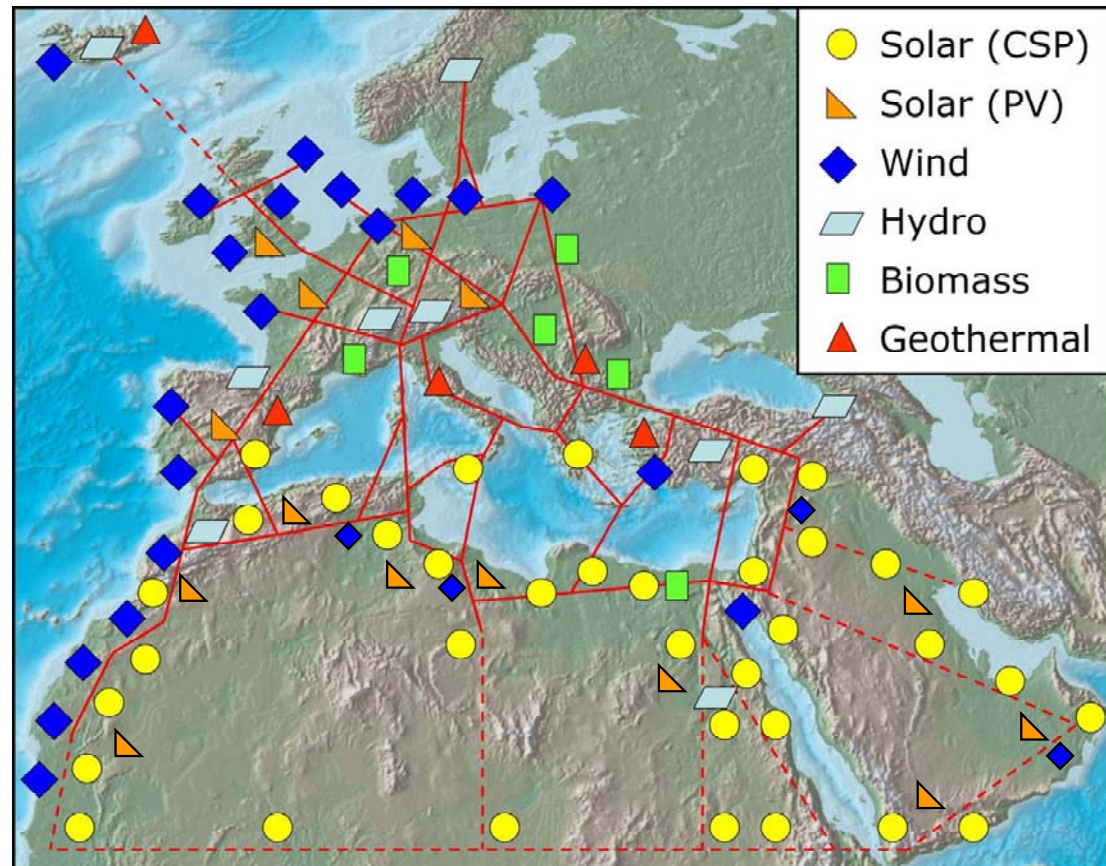 Solar (CSP)
Solar (PV)
Wind
Hydro
Biomass
Geothermal